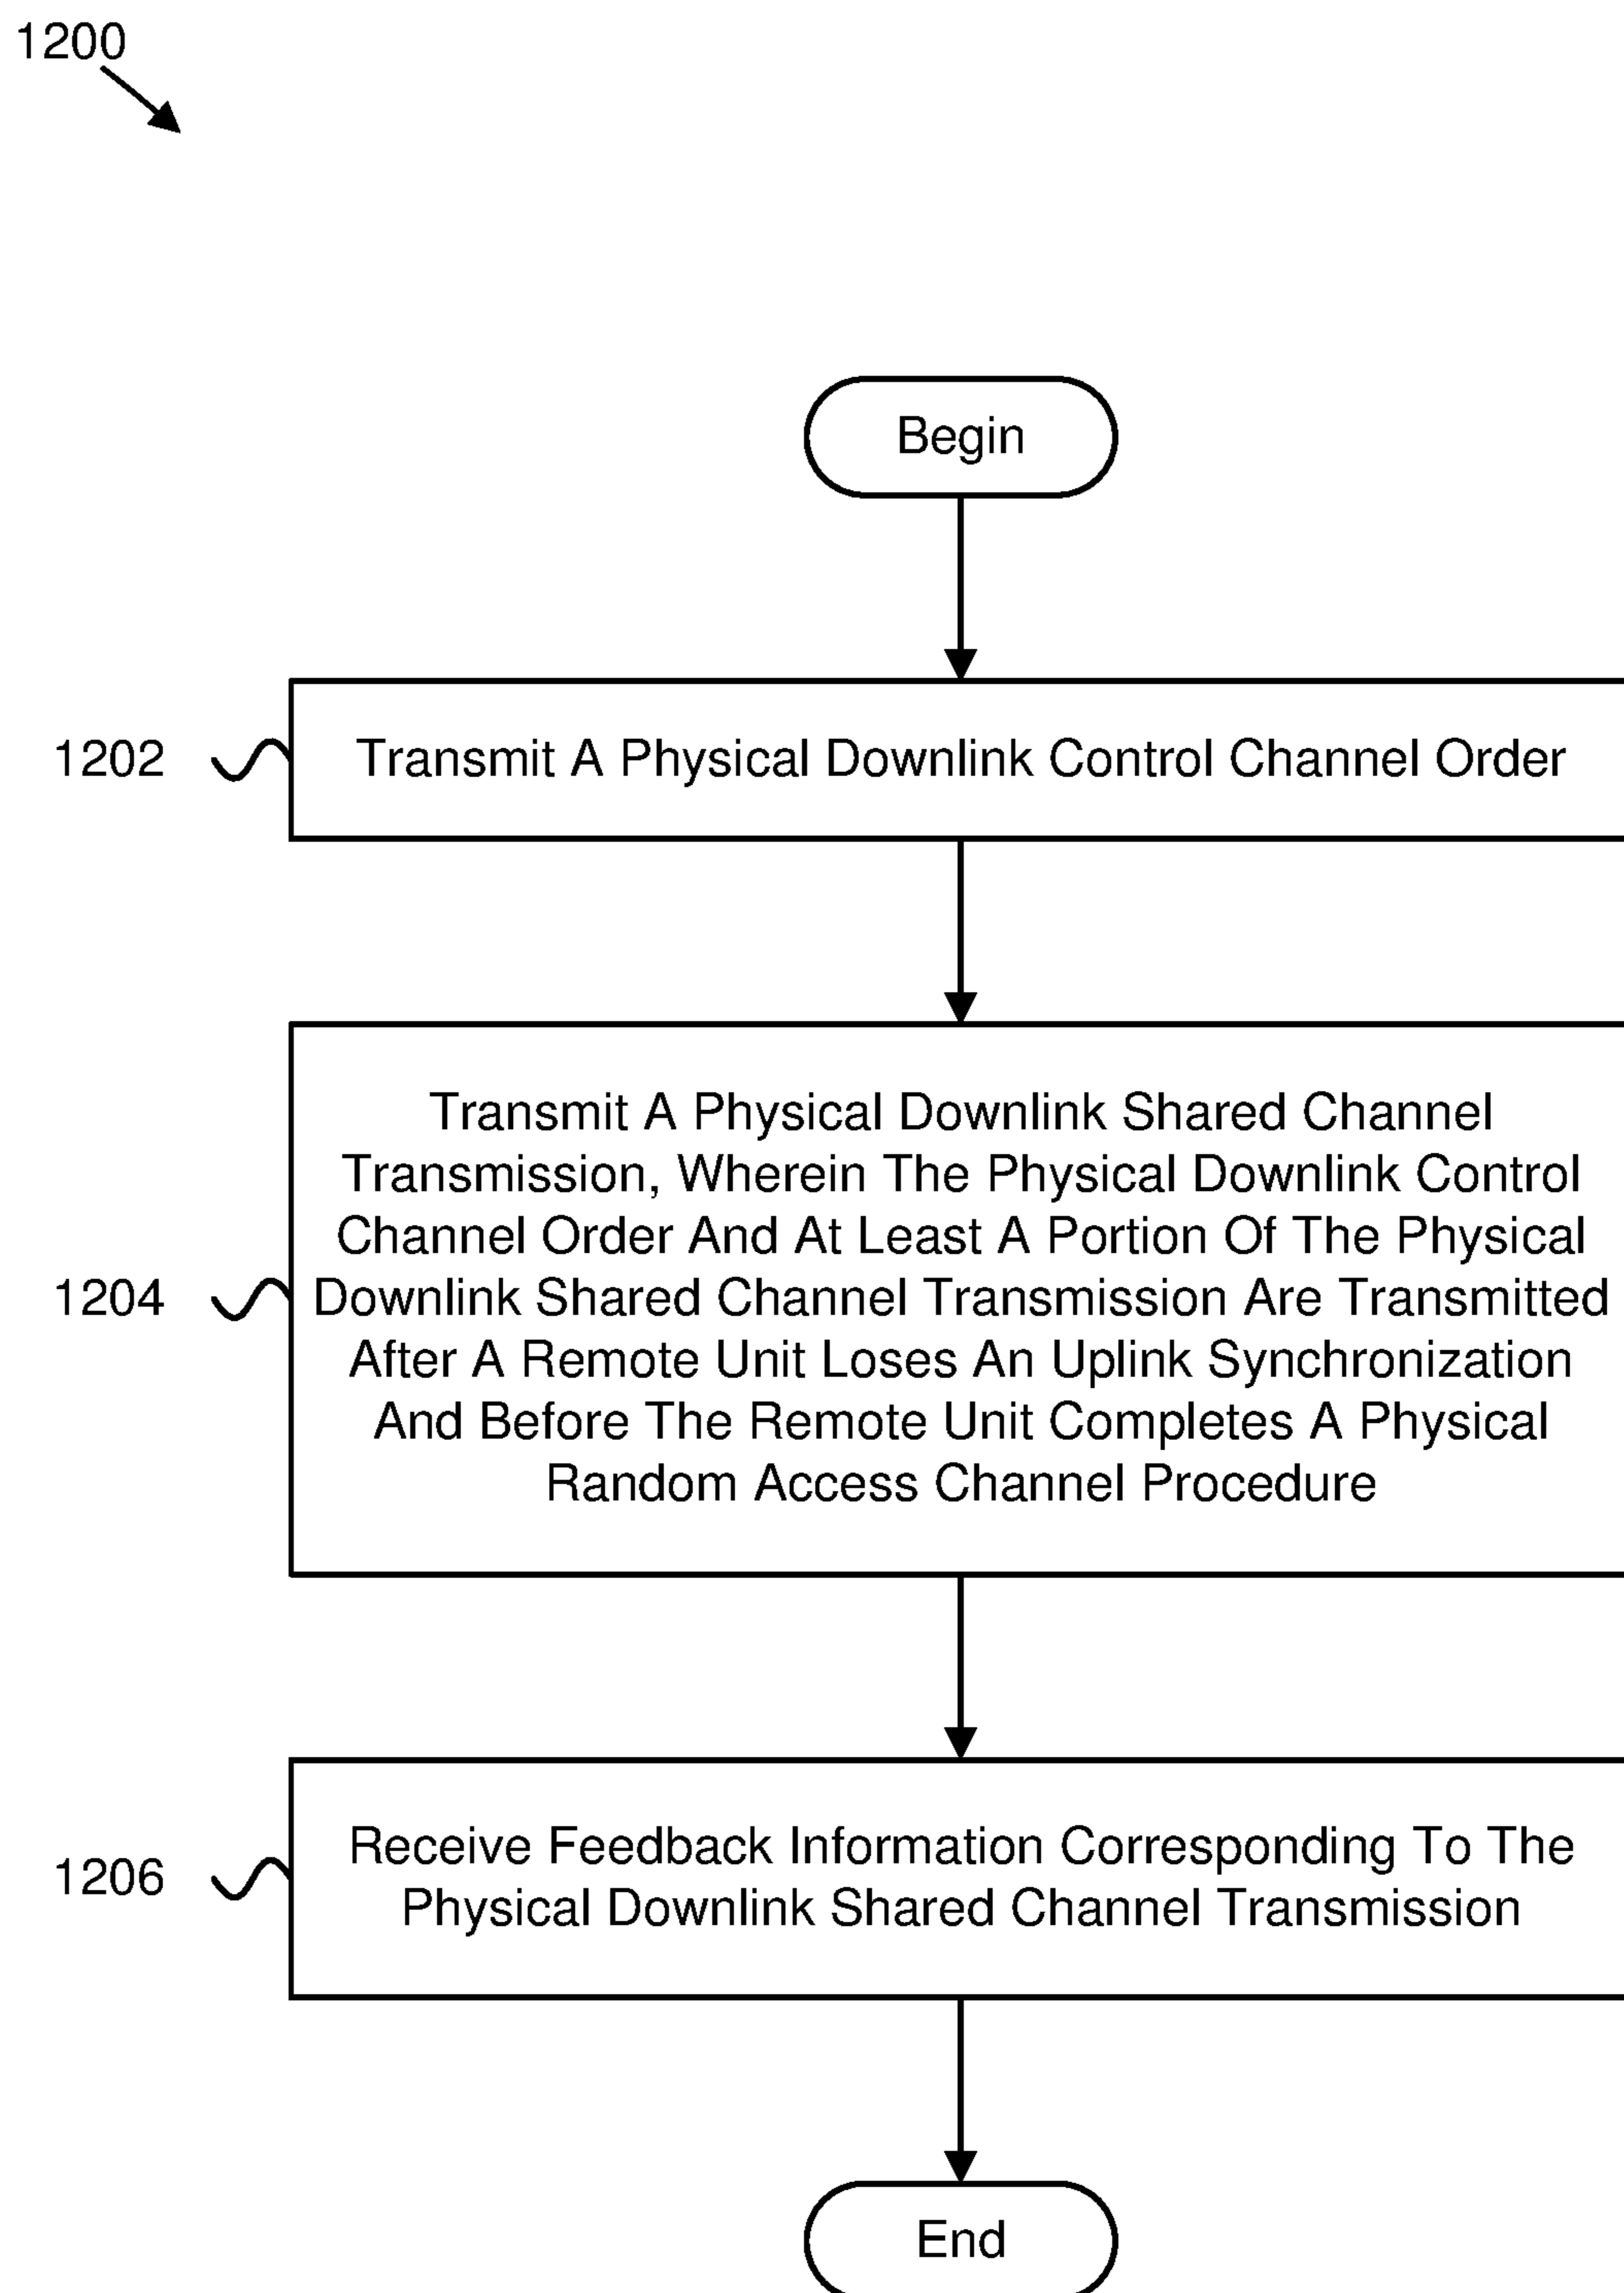 1200
Begin
1202
Transmit A Physical Downlink Control Channel Order
1204
Transmit A Physical Downlink Shared Channel
Transmission, Wherein The Physical Downlink Control
Channel Order And At Least A Portion Of The Physical
Downlink Shared Channel Transmission Are Transmitted
After A Remote Unit Loses An Uplink Synchronization
And Before The Remote Unit Completes A Physical
Random Access Channel Procedure
1206
Receive Feedback Information Corresponding To The
Physical Downlink Shared Channel Transmission
End